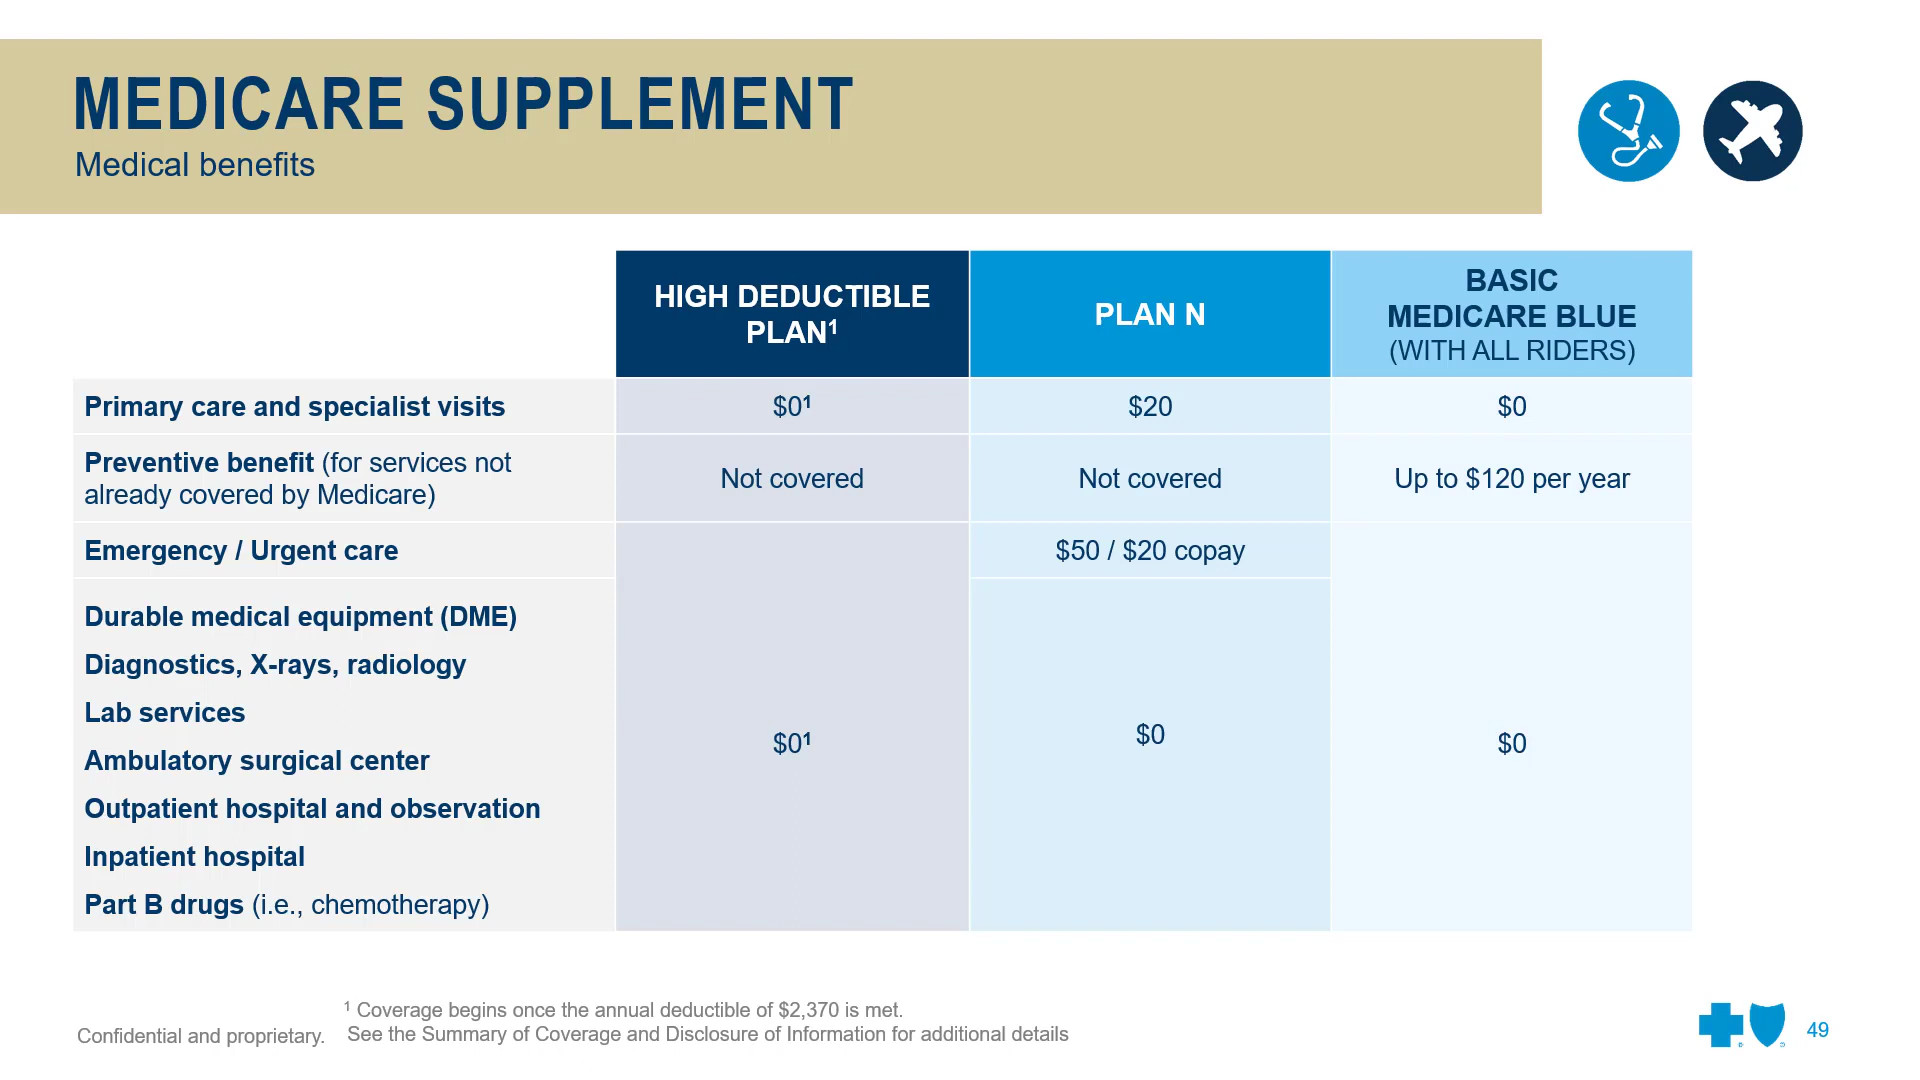 MEDICARE SUPPLEMENT
Medical benefits
HIGH DEDUCTIBLE
PLAN¹
PLAN N
BASIC
MEDICARE BLUE
(WITH ALL RIDERS)
Primary care and specialist visits
$0¹
$20
$0
Preventive benefit (for services not
already covered by Medicare)
Not covered
Not covered
Up to $120 per year
Emergency / Urgent care
$50 / $20 copay
Durable medical equipment (DME)
Diagnostics, X-rays, radiology
Lab services
Ambulatory surgical center
Outpatient hospital and observation
Inpatient hospital
Part B drugs (i.e., chemotherapy)
$0¹
$0
$0
¹ Coverage begins once the annual deductible of $2,370 is met.
See the Summary of Coverage and Disclosure of Information for additional details
Confidential and proprietary.
® ®
49